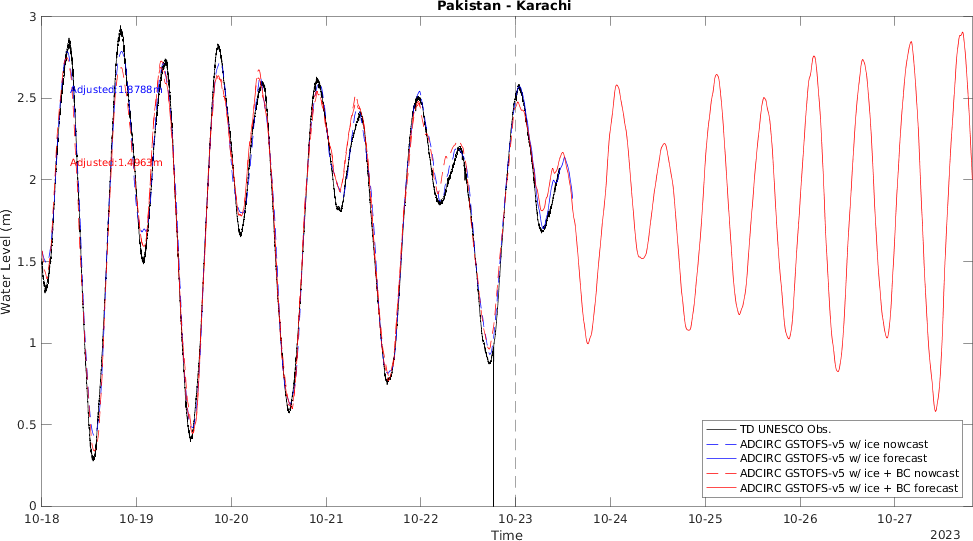 Pakistan - Karachi
3
2.5
2
1.5
1
0.5
0
Water Level (m)
Adjusted:1.8788m
Adjusted:1.4963m
TD UNESCO Obs.
ADCIRC GSTOFS-v5 w/ ice nowcast
ADCIRC GSTOFS-v5 w/ ice forecast
ADCIRC GSTOFS-v5 w/ ice + BC nowcast
ADCIRC GSTOFS-v5 w/ ice + BC forecast
10-18 10-19 10-20 10-21 10-22 10-23 10-24 10-25 10-26 10-27
Time
2023